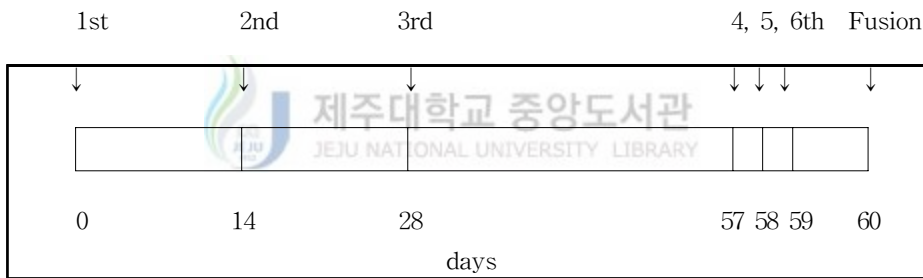 1st 2nd 3rd 4, 5, 6th Fusion
제주대학교 중앙도서관
JEJU NATIONAL UNIVERSITY LIBRARY
0 14 28 57 58 59 60
days